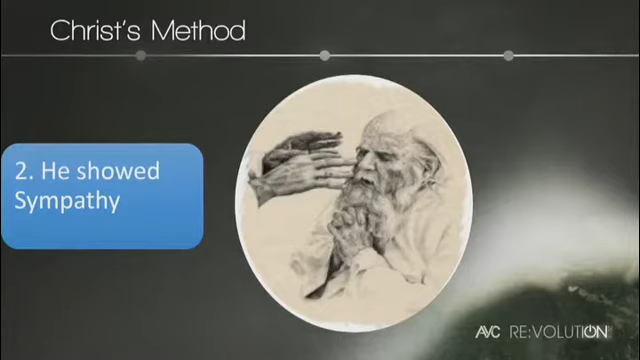 Christ's Method
2. He showed
Sympathy
AVC RE:VOLUTION